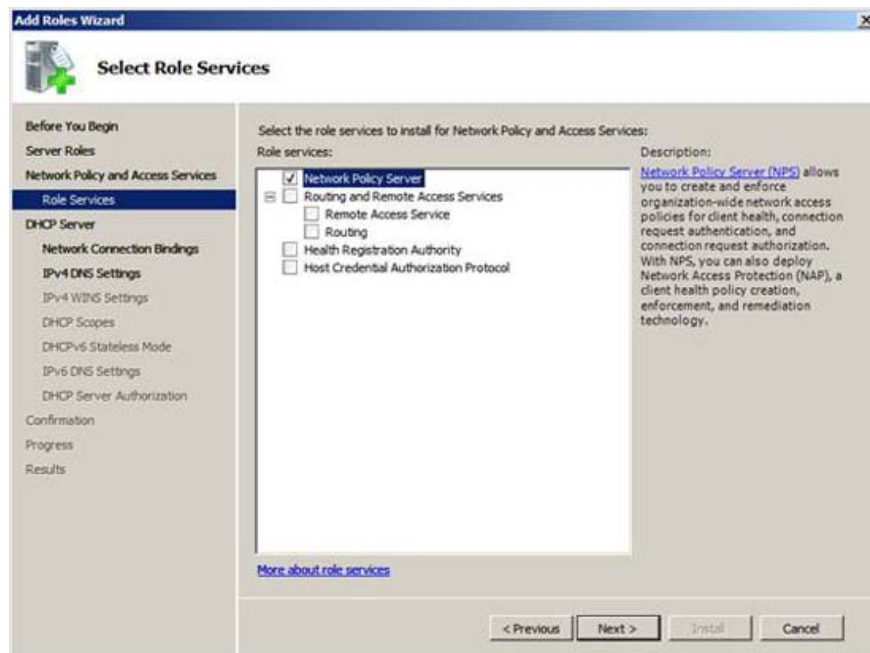 Add Roles Wizard
Select Role Services
Before You Begin
Server Roles
Network Policy and Access Services
Role Services
DHCP Server
Network Connection Bindings
IPv4 DNS Settings
IPv4 WINS Settings
DHCP Scopes
DHCPv6 Stateless Mode
IPv6 DNS Settings
DHCP Server Authorization
Confirmation
Progress
Results
Select the role services to install for Network Policy and Access Services:
Role services:
Network Policy Server
Routing and Remote Access Services
Remote Access Service
Routing
Health Registration Authority
Host Credential Authorization Protocol
More about role services
Description:
Network Policy Server (NPS) allows
you to create and enforce
organization-wide network access
policies for client health, connection
request authentication, and
connection request authorization.
With NPS, you can also deploy
Network Access Protection (NAP), a
client health policy creation,
enforcement, and remediation
technology.
< Previous
Next >
Install
Cancel